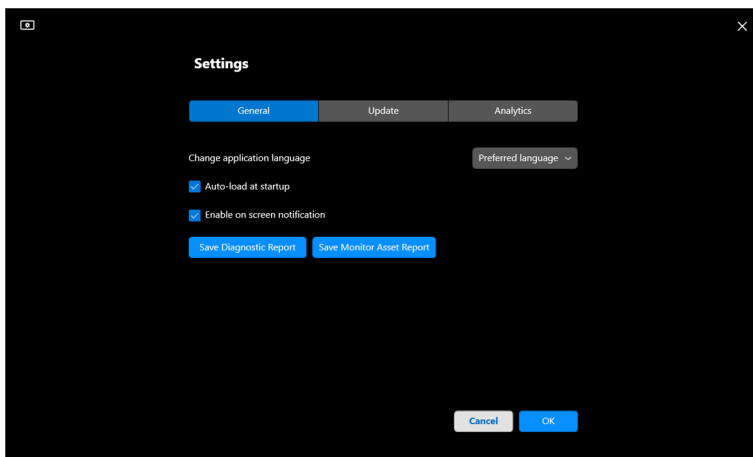 Settings
General Update Analytics
Change application language Preferred language
Auto-load at startup
Enable on screen notification
Save Diagnostic Report Save Monitor Asset Report
Cancel OK